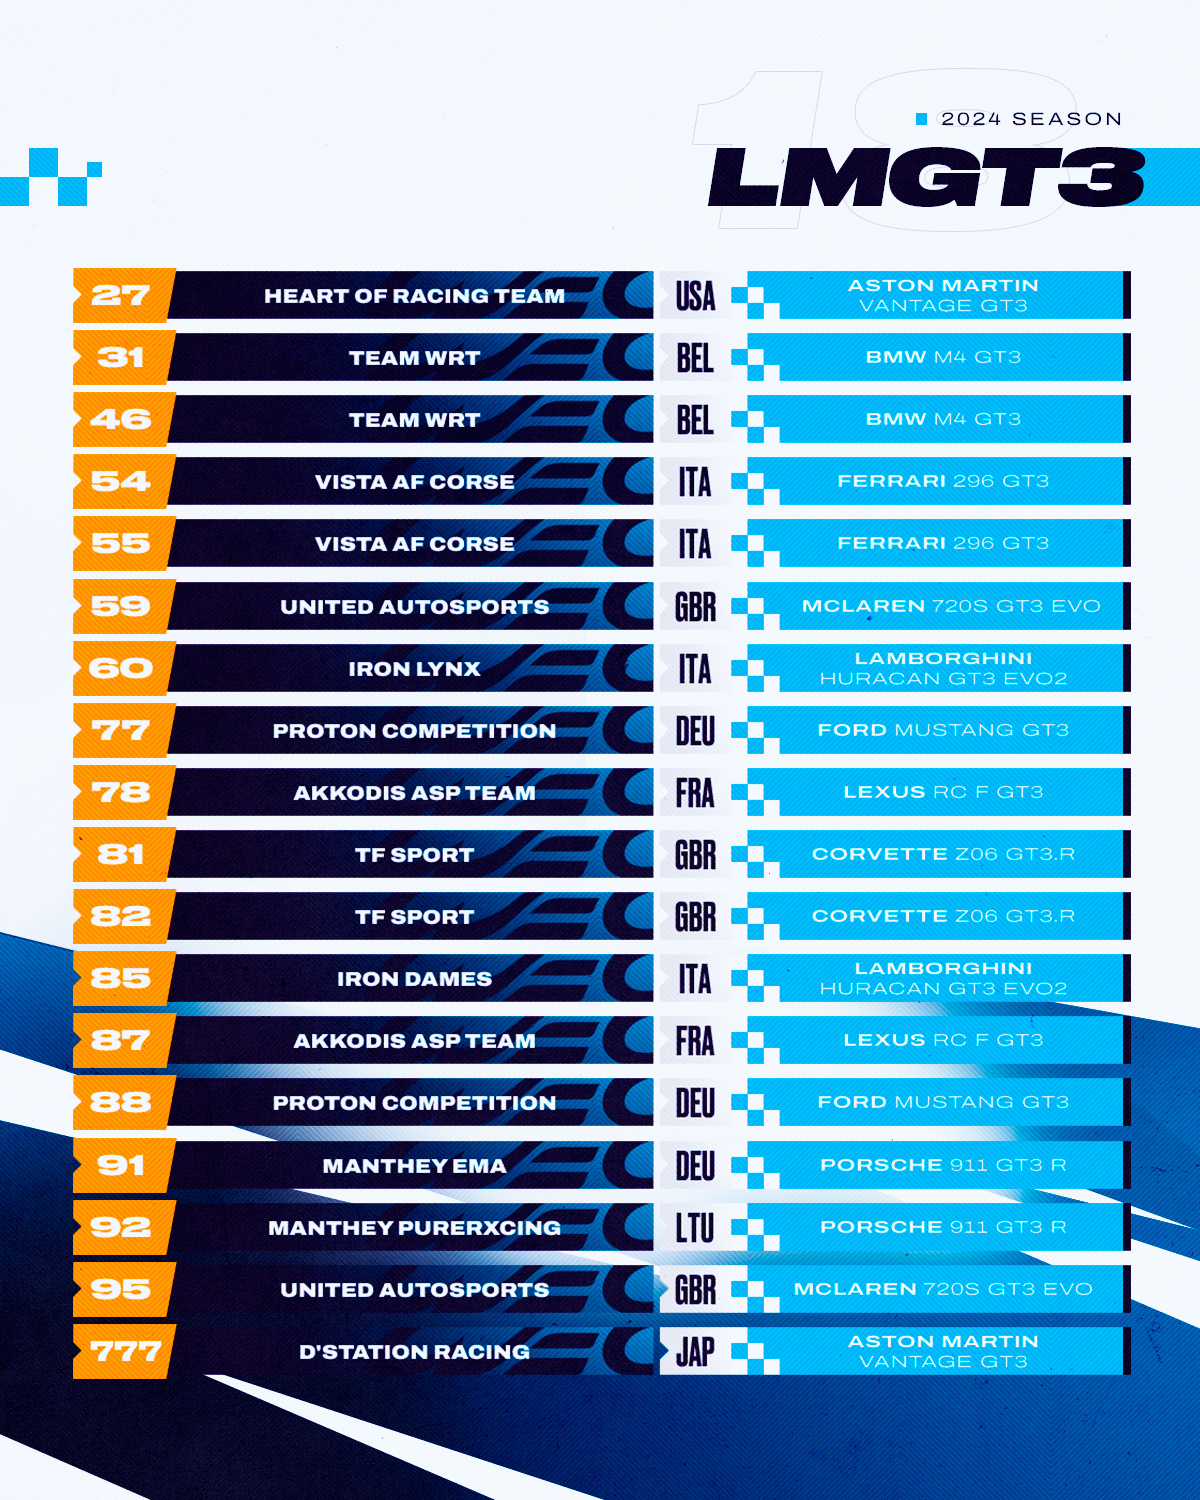 18
2024 SEASON
LMGT3
27 HEART OF RACING TEAM USA ASTON MARTIN
VANTAGE GT3
31 TEAM WRT BEL BMW M4 GT3
46 TEAM WRT BEL BMW M4 GT3
54 VISTA AF CORSE ITA FERRARI 296 GT3
55 VISTA AF CORSE ITA FERRARI 296 GT3
59 UNITED AUTOSPORTS GBR MCLAREN 720S GT3 EVO
60 IRON LYNX ITA LAMBORGHINI
HURACAN GT3 EVO2
77 PROTON COMPETITION DEU FORD MUSTANG GT3
78 AKKODIS ASP TEAM FRA LEXUS RC F GT3
81 TF SPORT GBR CORVETTE Z06 GT3.R
82 TF SPORT GBR CORVETTE Z06 GT3.R
85 IRON DAMES ITA LAMBORGHINI
HURACAN GT3 EVO2
87 AKKODIS ASP TEAM FRA LEXUS RC F GT3
88 PROTON COMPETITION DEU FORD MUSTANG GT3
91 MANTHEY EMA DEU PORSCHE 911 GT3 R
92 MANTHEY PURERXCING LTU PORSCHE 911 GT3 R
95 UNITED AUTOSPORTS GBR MCLAREN 720S GT3 EVO
777 D'STATION RACING JAP ASTON MARTIN
VANTAGE GT3